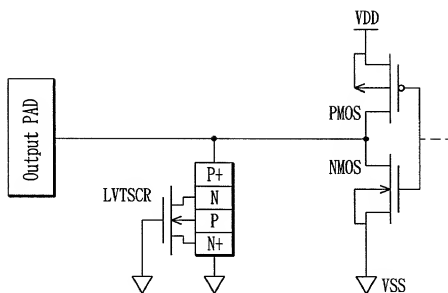 VDD
Output PAD
PMOS
NMOS
LVTSCR
P+
N
P
N+
VSS